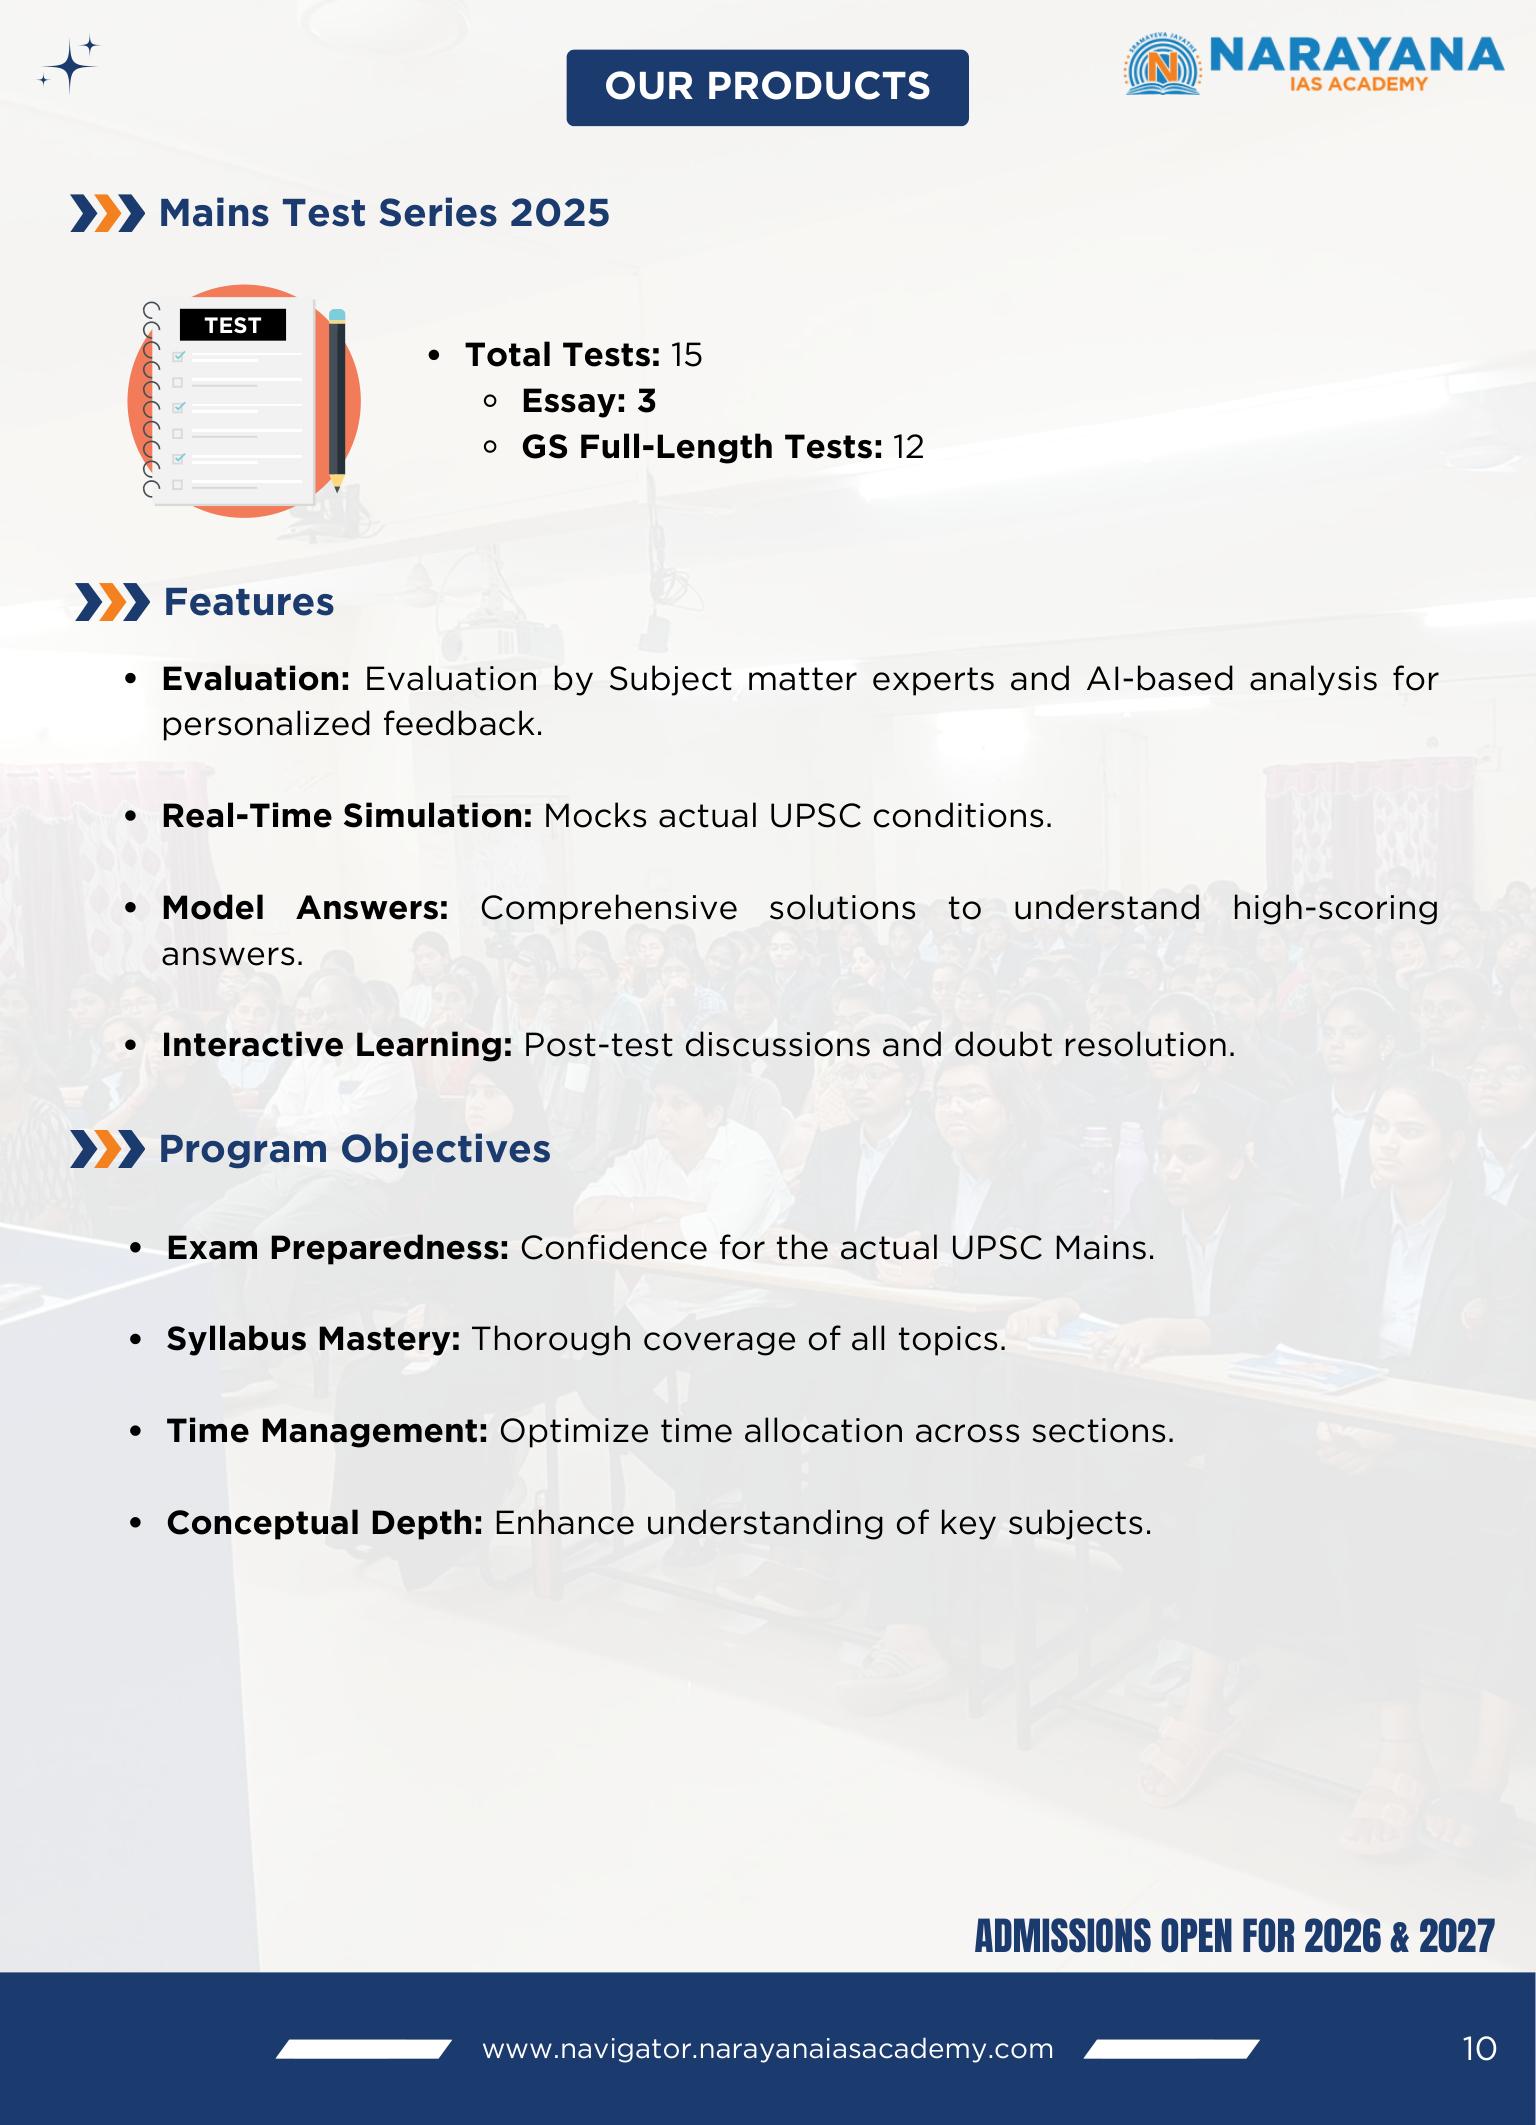 OUR PRODUCTS
SRAMAYEVA JAYATHE
N
NARAYANA
IAS ACADEMY
Mains Test Series 2025
TEST
• Total Tests: 15
○ Essay: 3
○ GS Full-Length Tests: 12
Features
• Evaluation: Evaluation by Subject matter experts and AI-based analysis for
personalized feedback.
• Real-Time Simulation: Mocks actual UPSC conditions.
• Model Answers: Comprehensive solutions to understand high-scoring
answers.
• Interactive Learning: Post-test discussions and doubt resolution.
Program Objectives
• Exam Preparedness: Confidence for the actual UPSC Mains.
• Syllabus Mastery: Thorough coverage of all topics.
• Time Management: Optimize time allocation across sections.
• Conceptual Depth: Enhance understanding of key subjects.
ADMISSIONS OPEN FOR 2026 & 2027
www.navigator.narayanaiasacademy.com
10